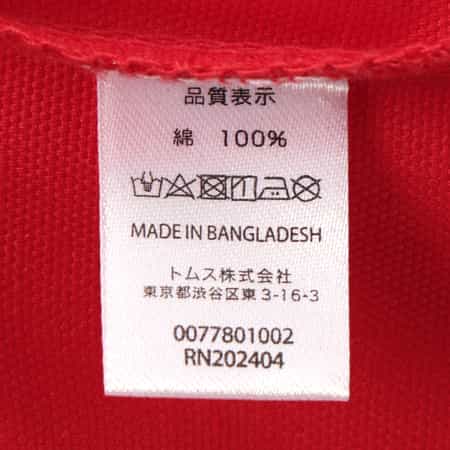 品質表示
綿 100%
MADE IN BANGLADESH
トムス株式会社
東京都渋谷区東3-16-3
0077801002
RN202404